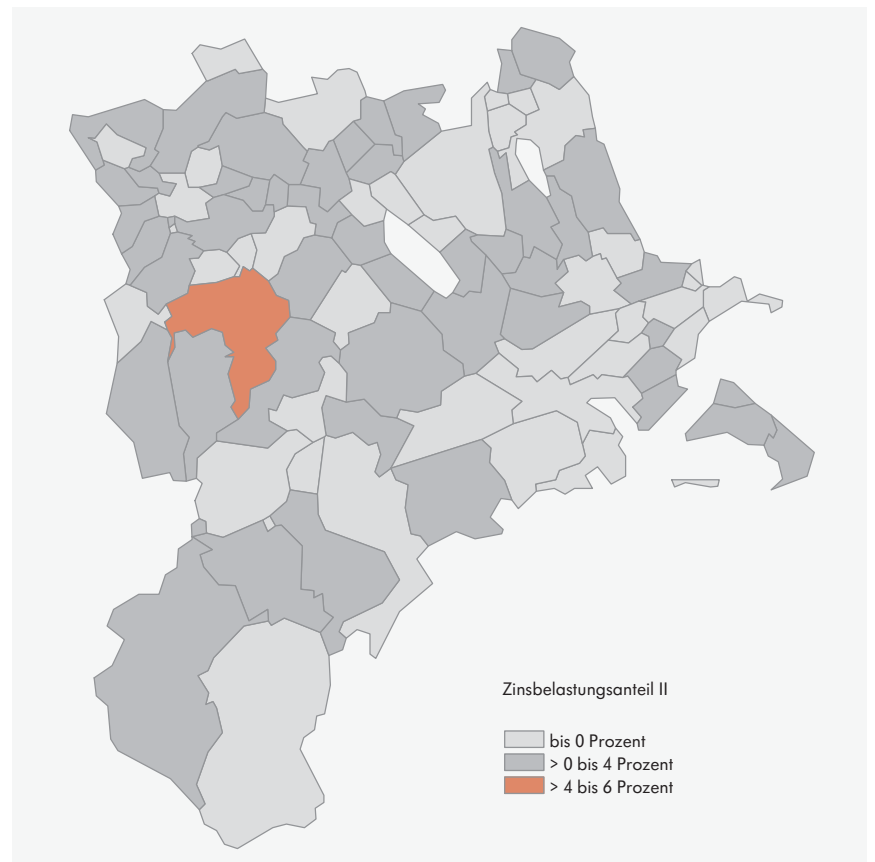 Zinsbelastungsanteil II
bis 0 Prozent
> 0 bis 4 Prozent
> 4 bis 6 Prozent